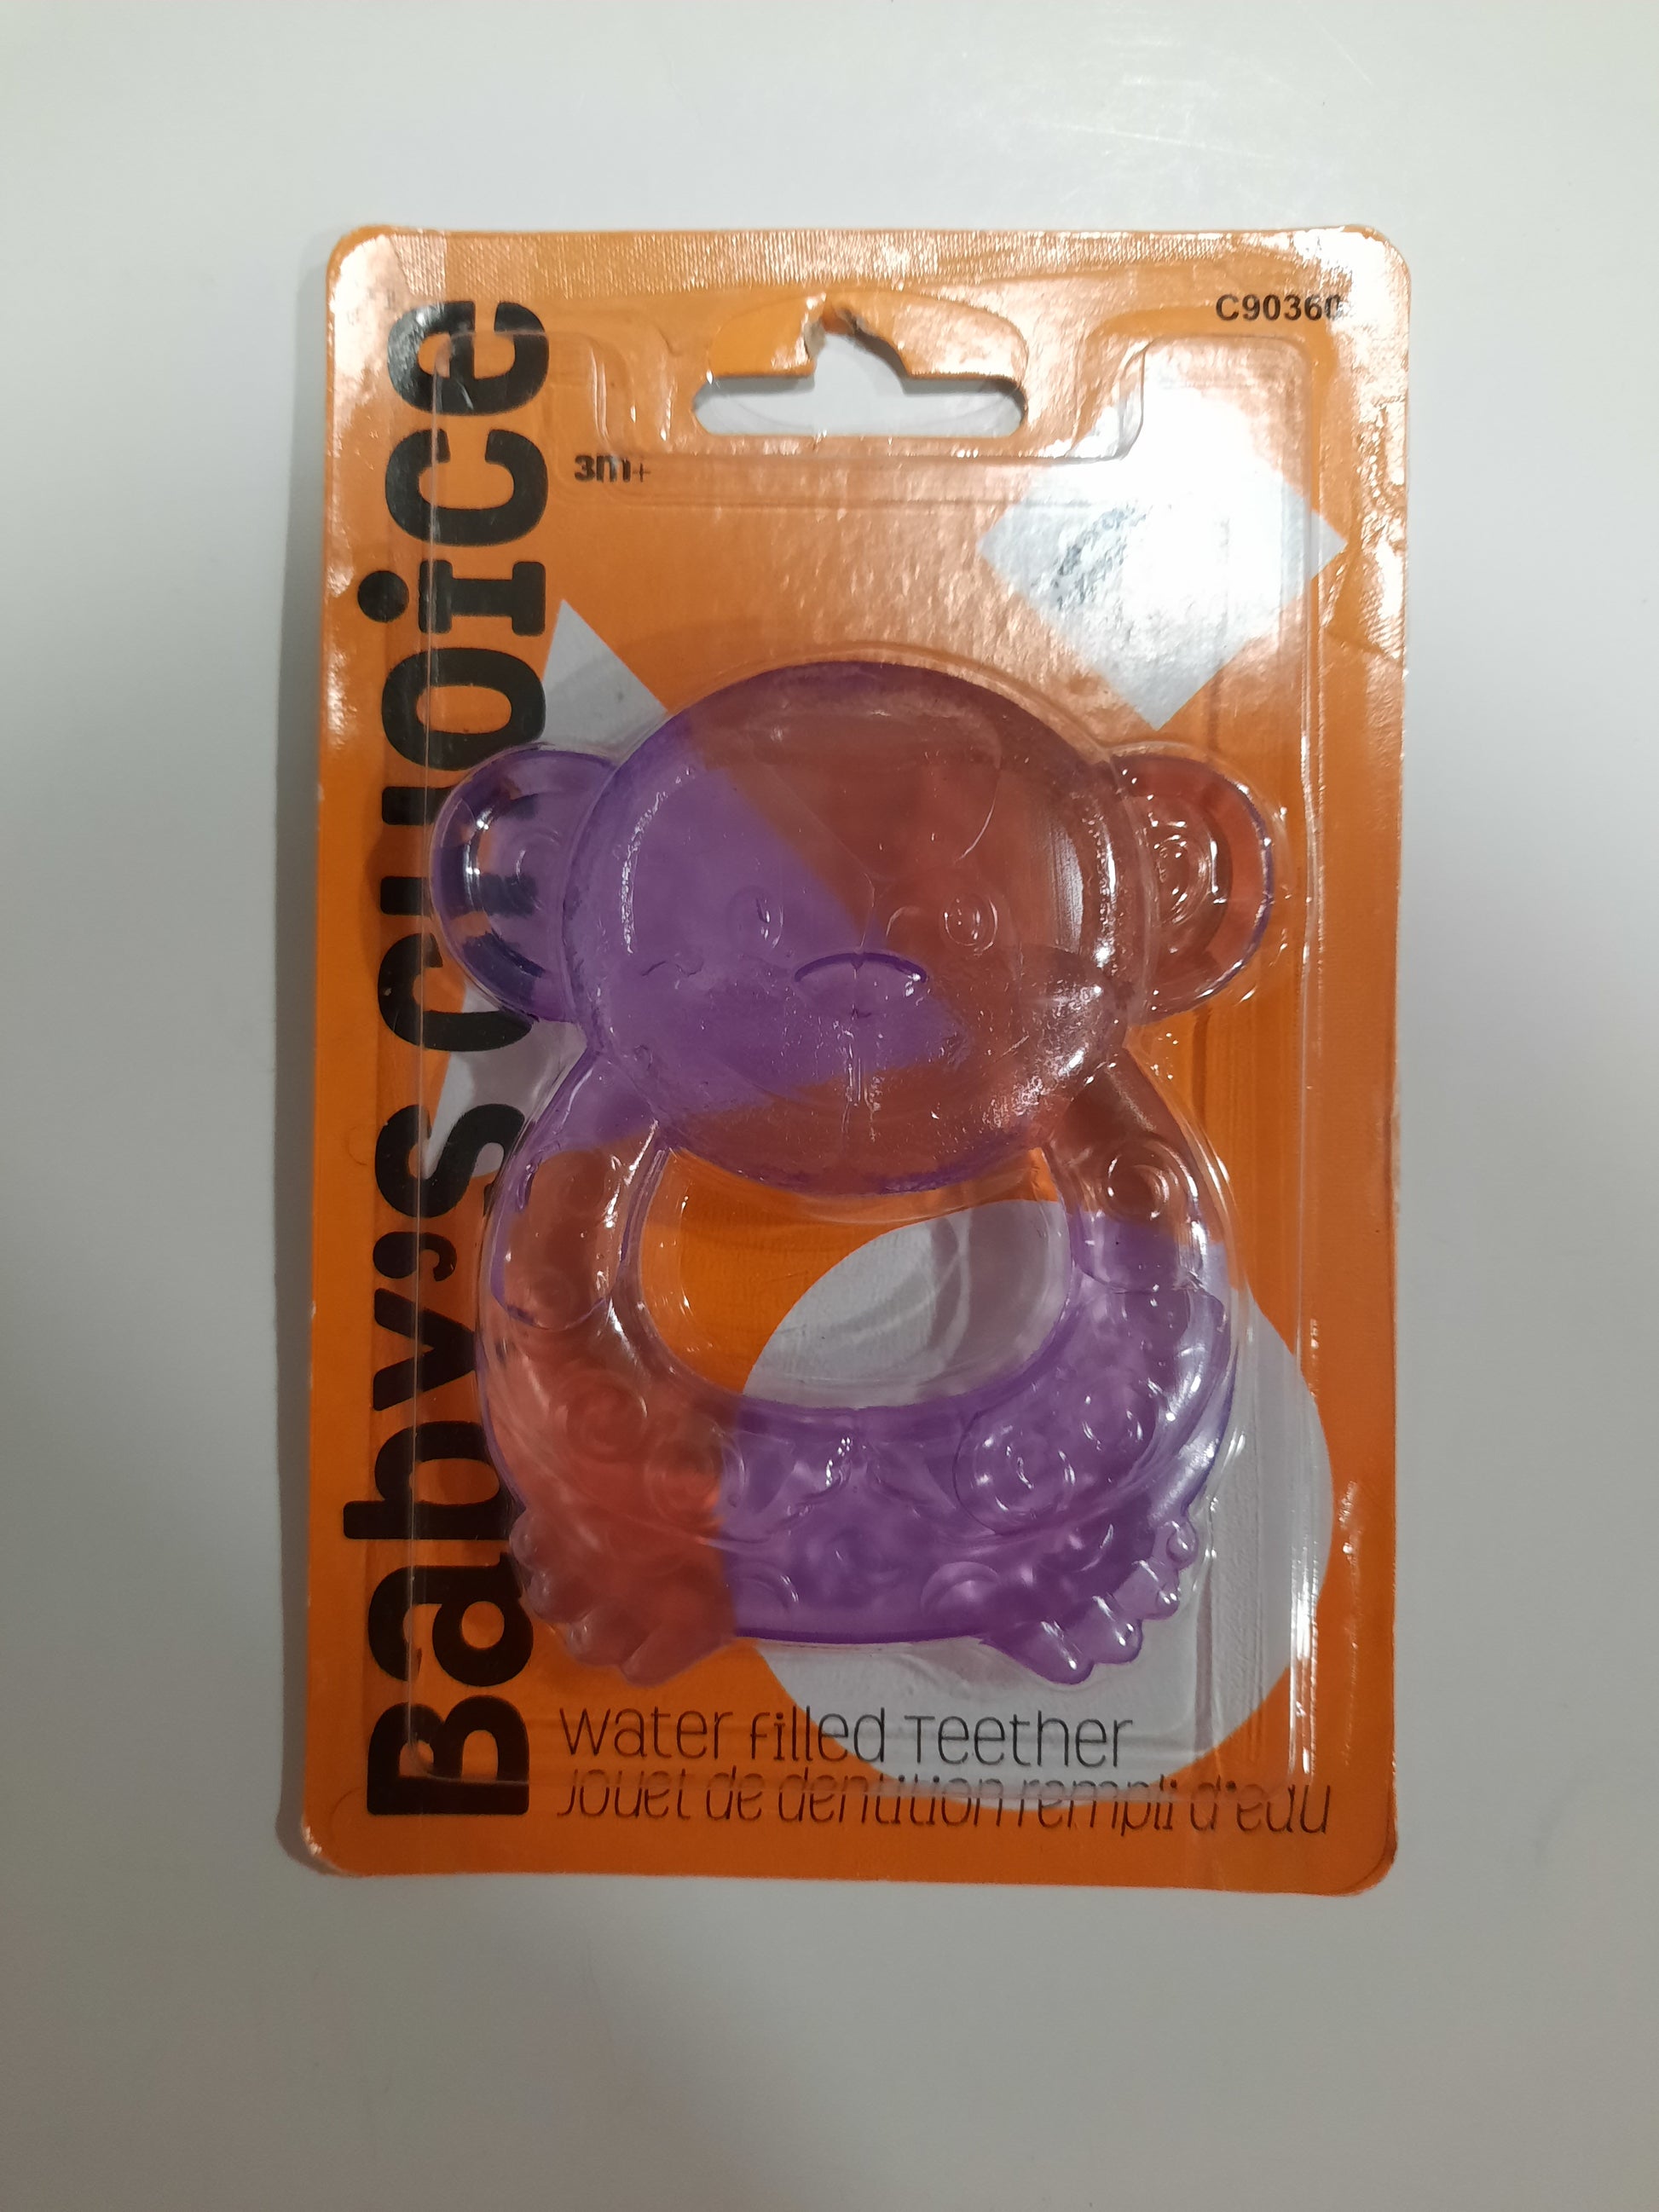 C90360
3m+
Baby's choice
Water filled Teether
Jouet de dentition rempli d'eau